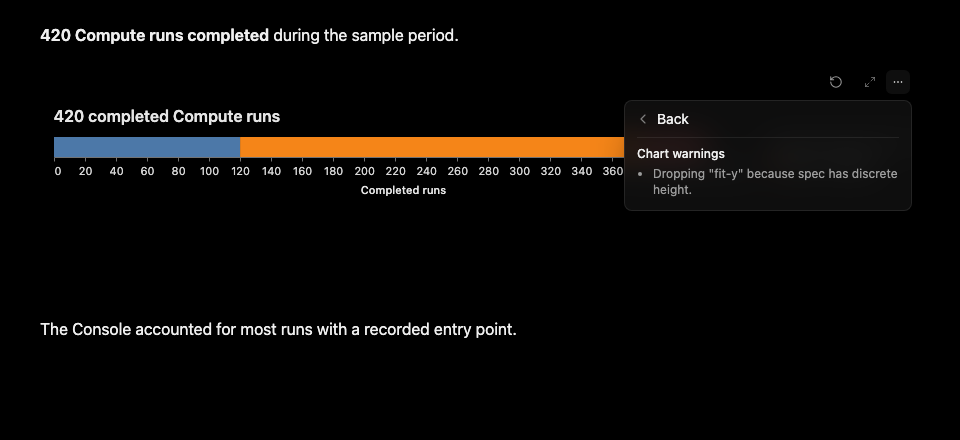 420 Compute runs completed during the sample period.
420 completed Compute runs
Back
Chart warnings
• Dropping "fit-y" because spec has discrete
height.
0 20 40 60 80 100 120 140 160 180 200 220 240 260 280 300 320 340 360
Completed runs
The Console accounted for most runs with a recorded entry point.